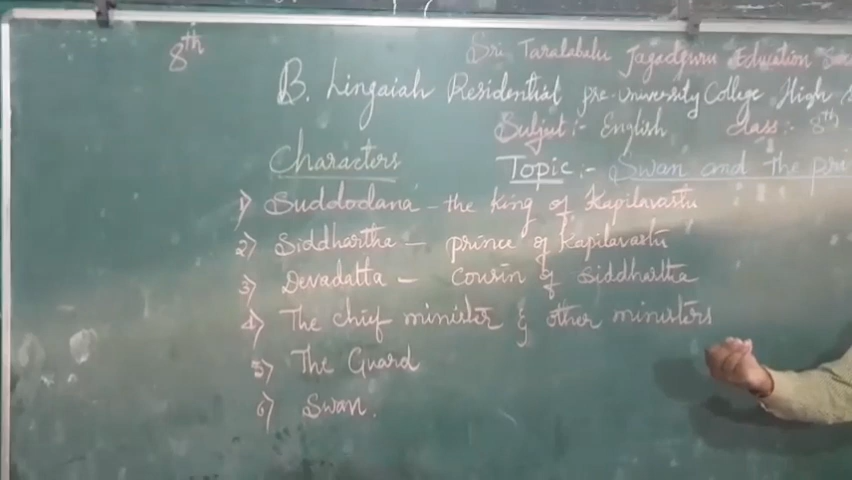 8th
Sri Taralabalu Jagadguru Education
B. Lingaiah Residential pre-university College High
Subject:- English class:- 8th
Characters Topic:- Swan and the
1) Suddodana - the king of Kapilavastu
2) Siddhartha - prince of Kapilavastu
3) Devadatta - Cousin of Siddhartha
4) The chief minister & other ministers
5) The Guard
6) Swan.